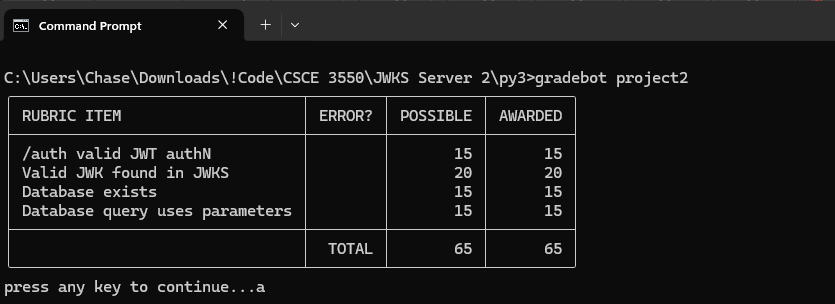 Command Prompt
C:\Users\Chase\Downloads\!Code\CSCE 3550\JWKS Server 2\py3>gradebot project2
RUBRIC ITEM ERROR? POSSIBLE AWARDED
/auth valid JWT authN 15 15
Valid JWK found in JWKS 20 20
Database exists 15 15
Database query uses parameters 15 15
TOTAL 65 65
press any key to continue...a